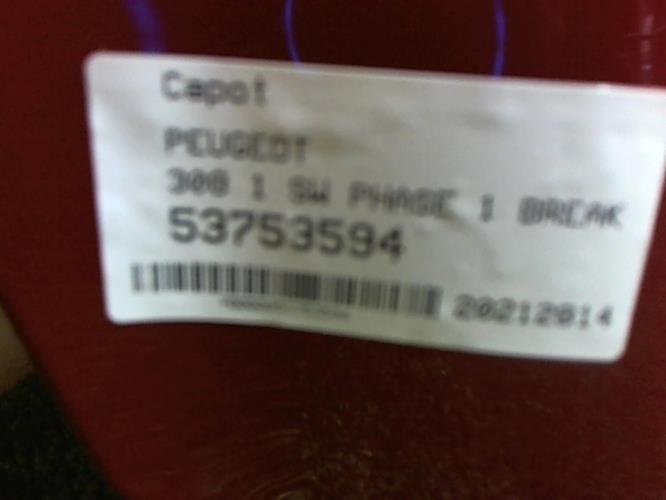 Capot
PEUGEOT
308 1 SW PHASE 1 BREAK
53753594
20212014